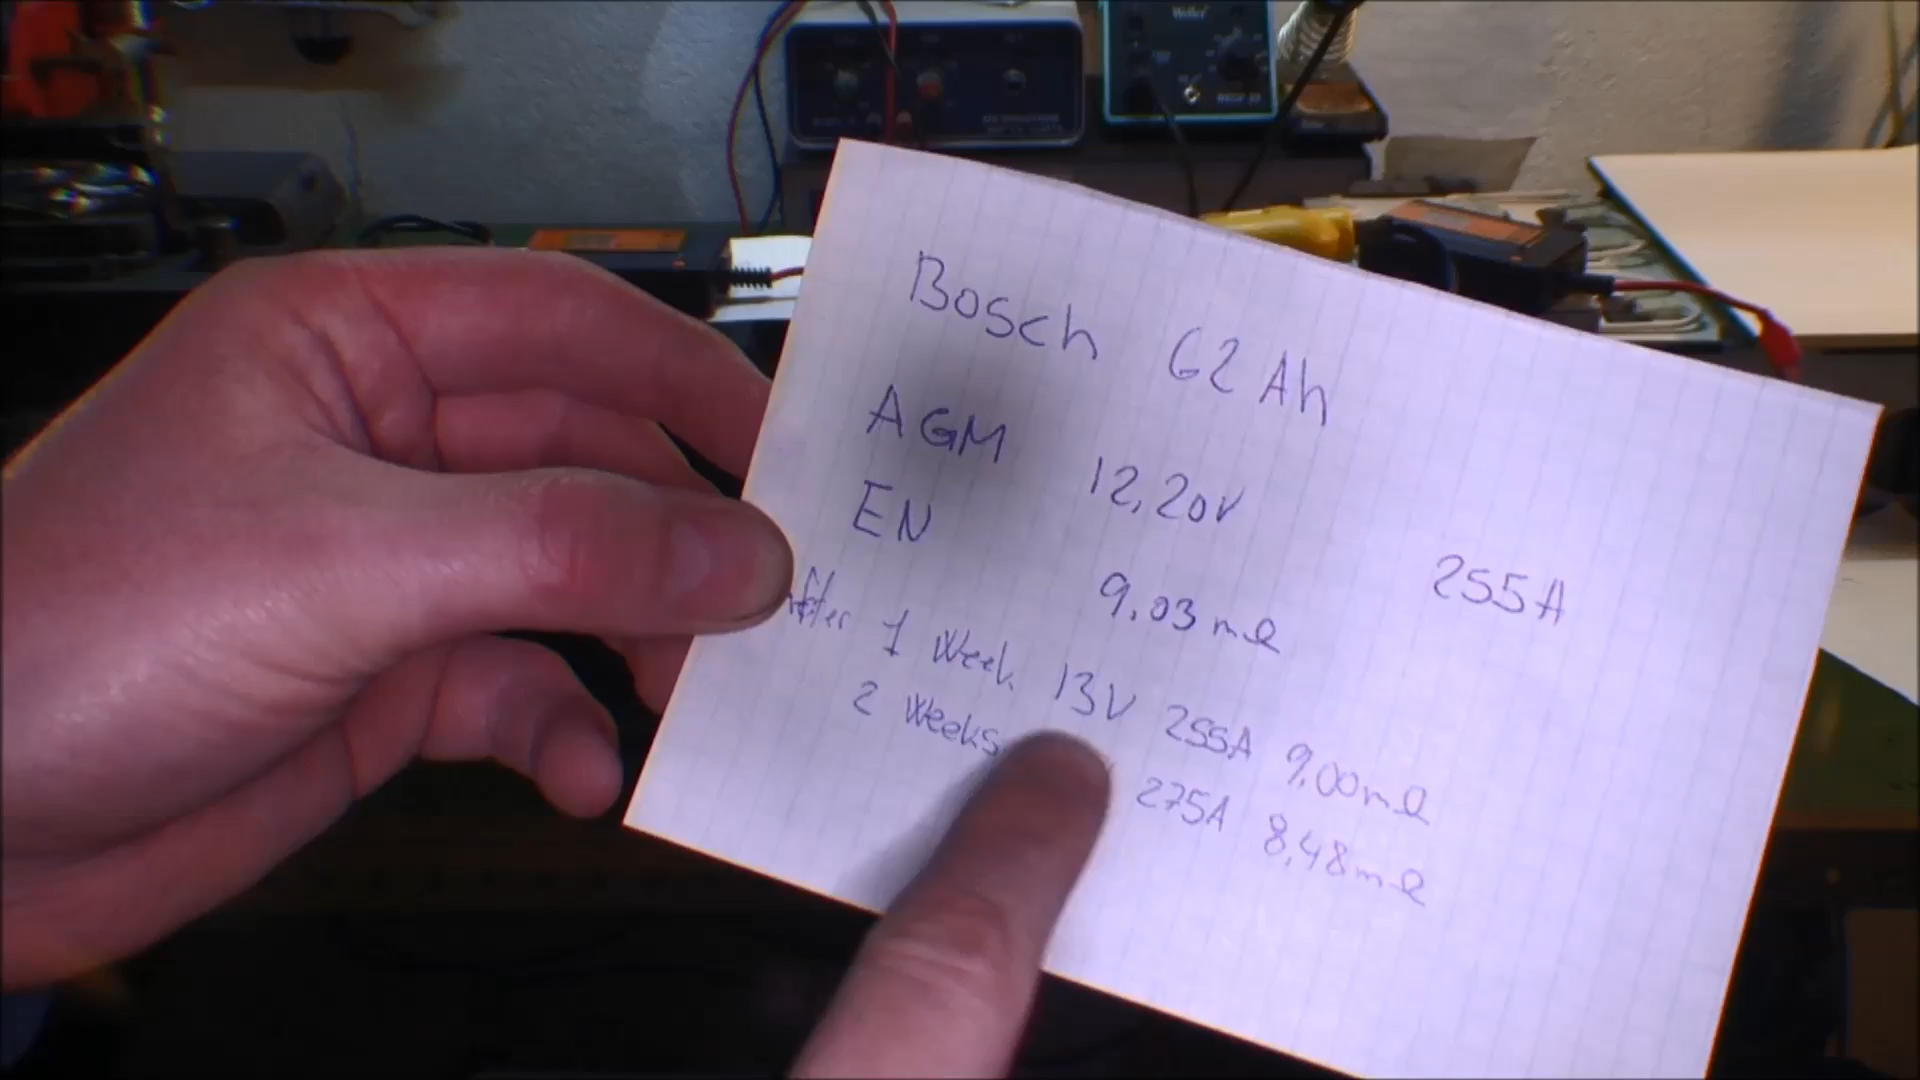 Weller
Bosch 62 Ah
AGM 12,20V
EN 9,03 mΩ 255A
After 1 Week 13V 255A 9,00mΩ
2 Weeks 275A 8,48mΩ